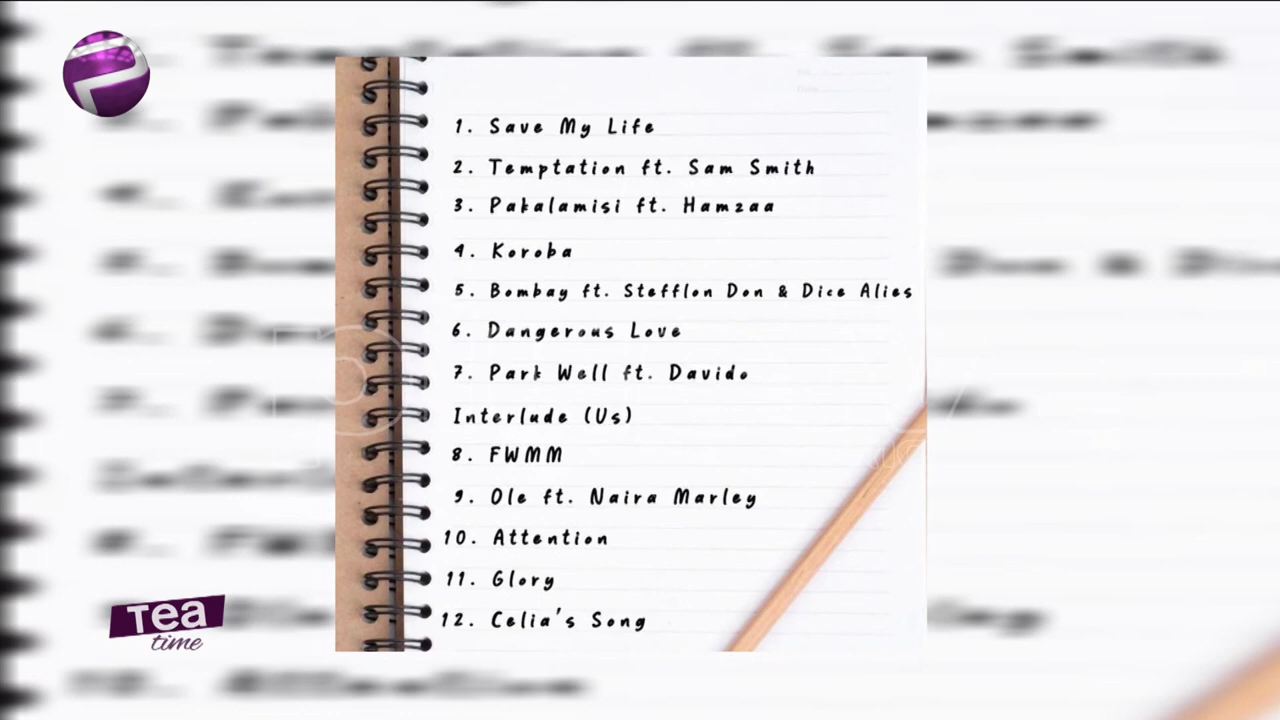 1. Save My Life
2. Temptation ft. Sam Smith
3. Pakalamisi ft. Hamzaa
4. Koroba
5. Bombay ft. Stefflon Don & Dice Alies
6. Dangerous Love
7. Park Well ft. Davido
Interlude (Us)
8. FWMM
9. Ole ft. Naira Marley
10. Attention
11. Glory
12. Celia's Song
Tea
time